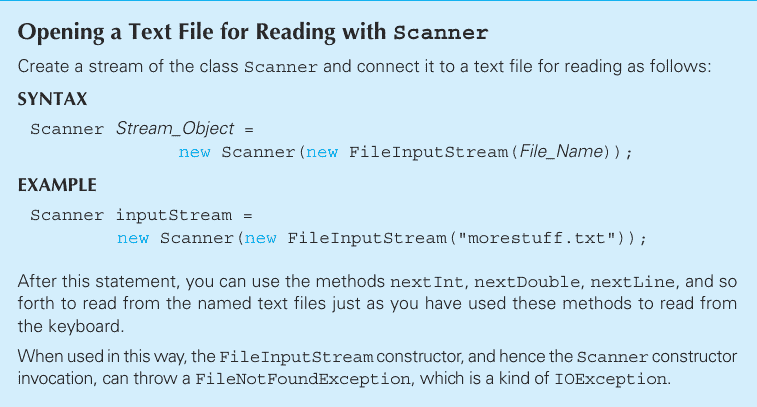 Opening a Text File for Reading with Scanner
Create a stream of the class Scanner and connect it to a text file for reading as follows:
SYNTAX
Scanner Stream_Object =
new Scanner(new FileInputStream(File_Name));
EXAMPLE
Scanner inputStream =
new Scanner(new FileInputStream("morestuff.txt"));
After this statement, you can use the methods nextInt, nextDouble, nextLine, and so
forth to read from the named text files just as you have used these methods to read from
the keyboard.
When used in this way, the FileInputStream constructor, and hence the Scanner constructor
invocation, can throw a FileNotFoundException, which is a kind of IOException.